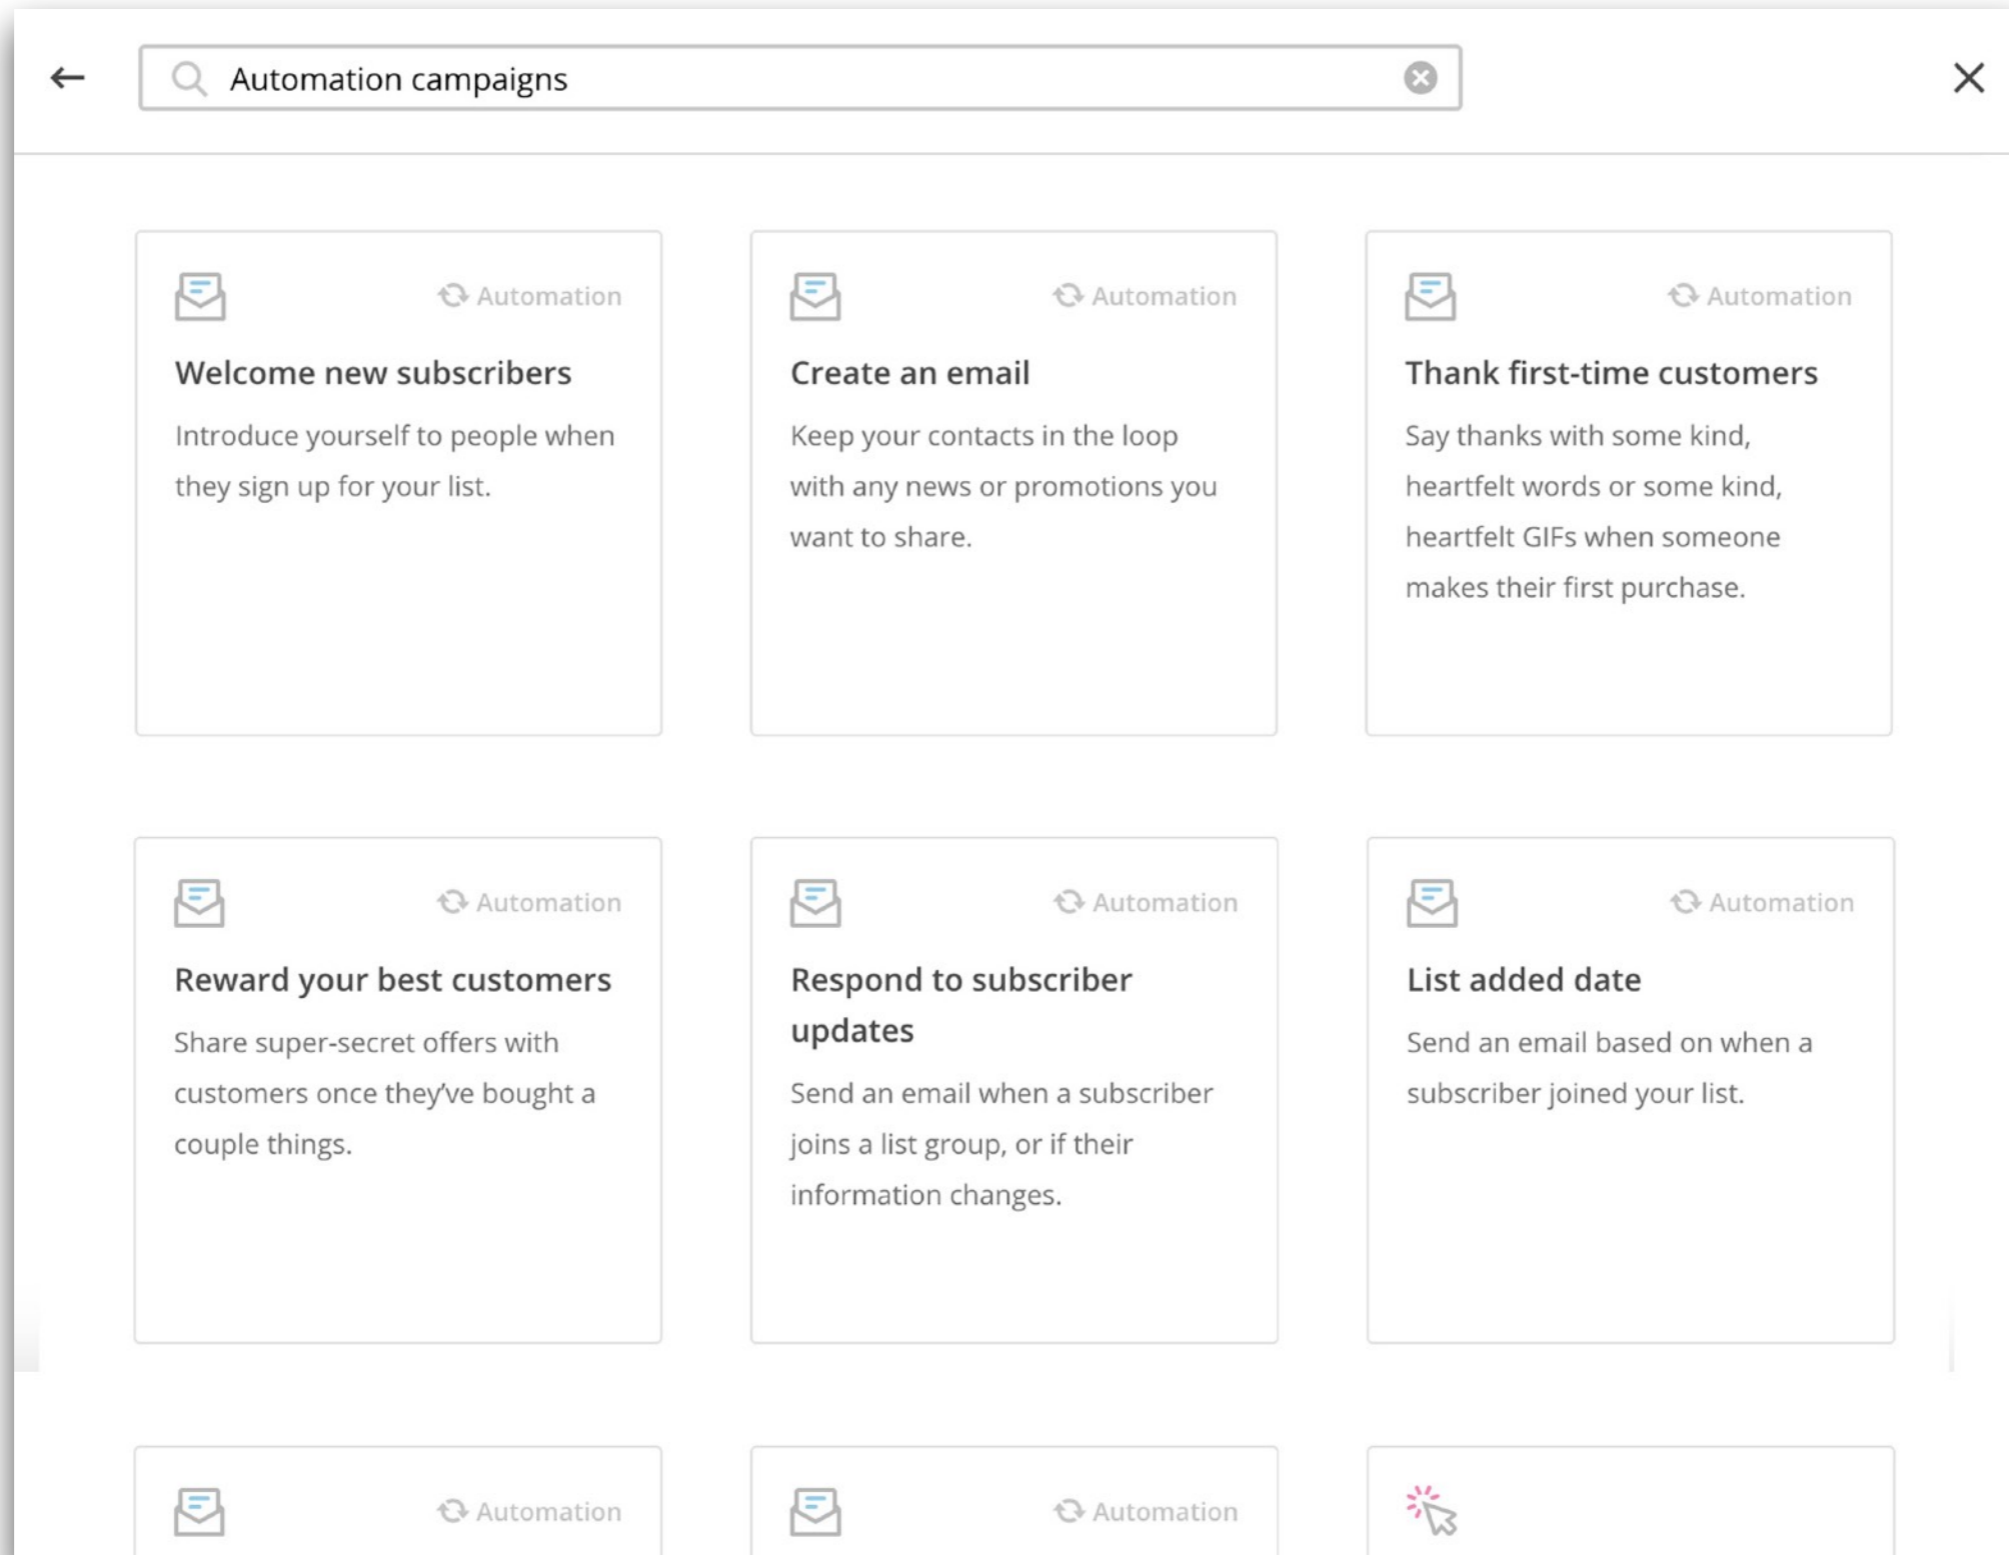 Automation campaigns
Automation
Welcome new subscribers
Introduce yourself to people when
they sign up for your list.
Automation
Create an email
Keep your contacts in the loop
with any news or promotions you
want to share.
Automation
Thank first-time customers
Say thanks with some kind,
heartfelt words or some kind,
heartfelt GIFs when someone
makes their first purchase.
Automation
Reward your best customers
Share super-secret offers with
customers once they’ve bought a
couple things.
Automation
Respond to subscriber
updates
Send an email when a subscriber
joins a list group, or if their
information changes.
Automation
List added date
Send an email based on when a
subscriber joined your list.
Automation
Automation